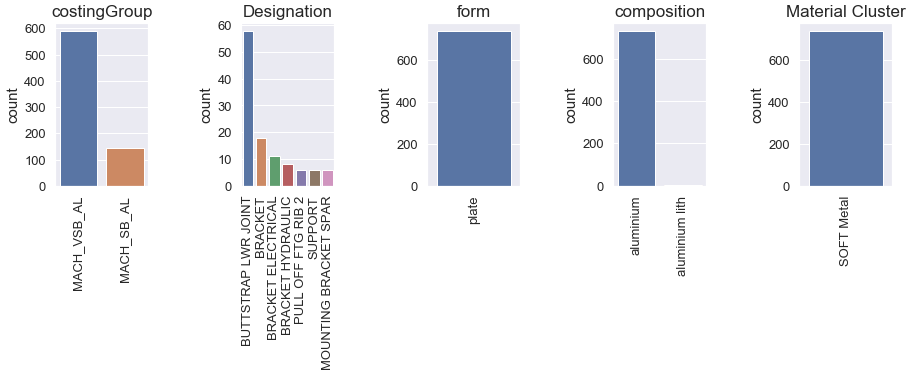 costingGroup
count
600
500
400
300
200
100
0
MACH_VSB_AL
MACH_SB_AL
Designation
count
60
50
40
30
20
10
0
BUTTSTRAP LWR JOINT
BRACKET
BRACKET ELECTRICAL
BRACKET HYDRAULIC
PULL OFF FTG RIB 2
SUPPORT
MOUNTING BRACKET SPAR
form
count
600
400
200
0
plate
composition
count
600
400
200
0
aluminium
aluminium lith
Material Cluster
count
600
400
200
0
SOFT Metal